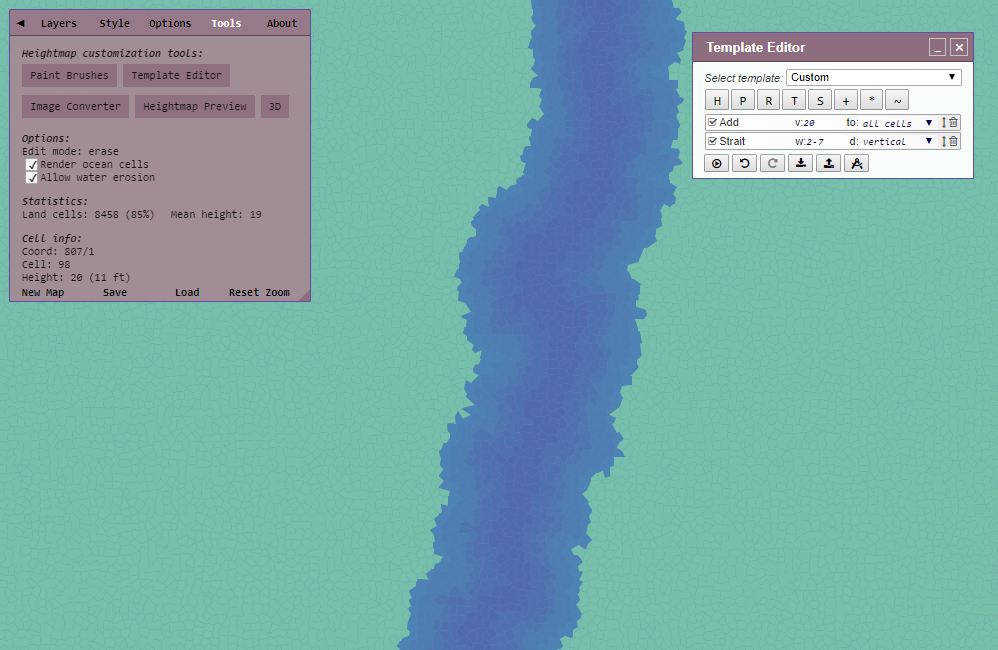 ◄ Layers Style Options Tools About
Heightmap customization tools:
Paint Brushes Template Editor
Image Converter Heightmap Preview 3D
Options:
Edit mode: erase
Render ocean cells
Allow water erosion
Statistics:
Land cells: 8458 (85%) Mean height: 19
Cell info:
Coord: 807/1
Cell: 98
Height: 20 (11 ft)
New Map Save Load Reset Zoom
Template Editor
Select template: Custom
H P R T S + * ~
Add v:20 to: all cells
Strait w:2-7 d: vertical